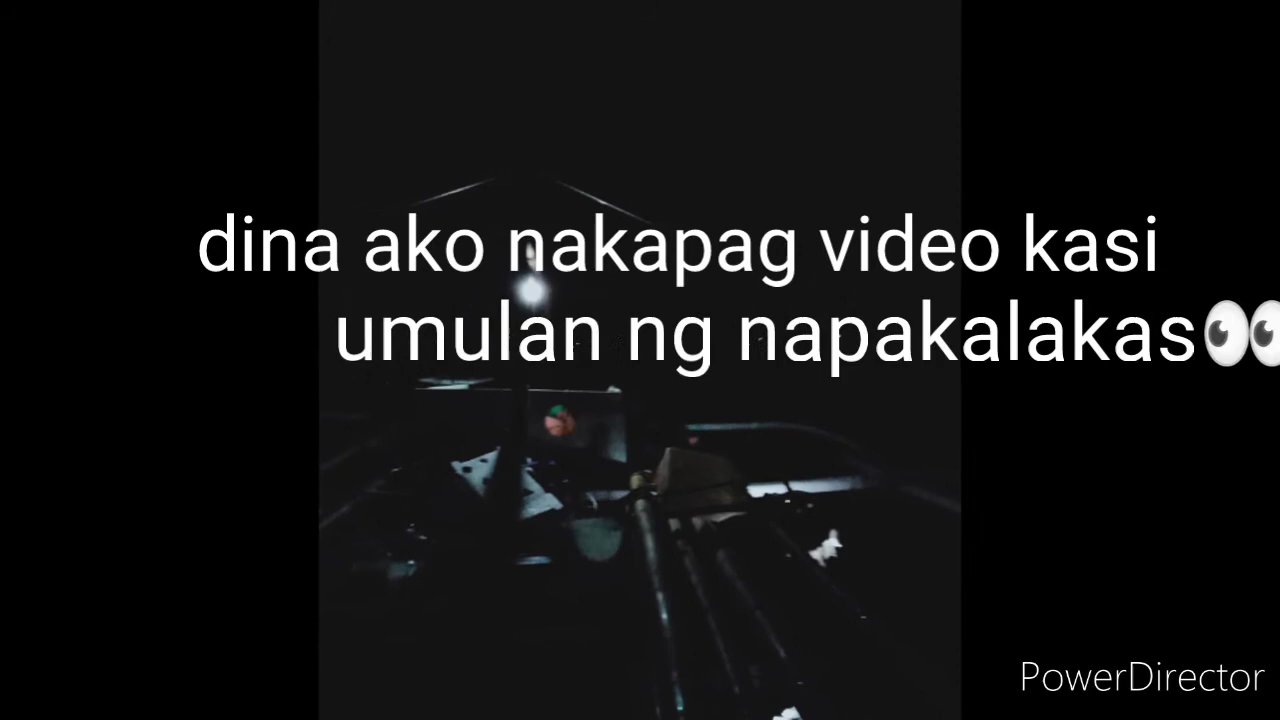 dina ako nakapag video kasi
umulan ng napakalakas👀
PowerDirector